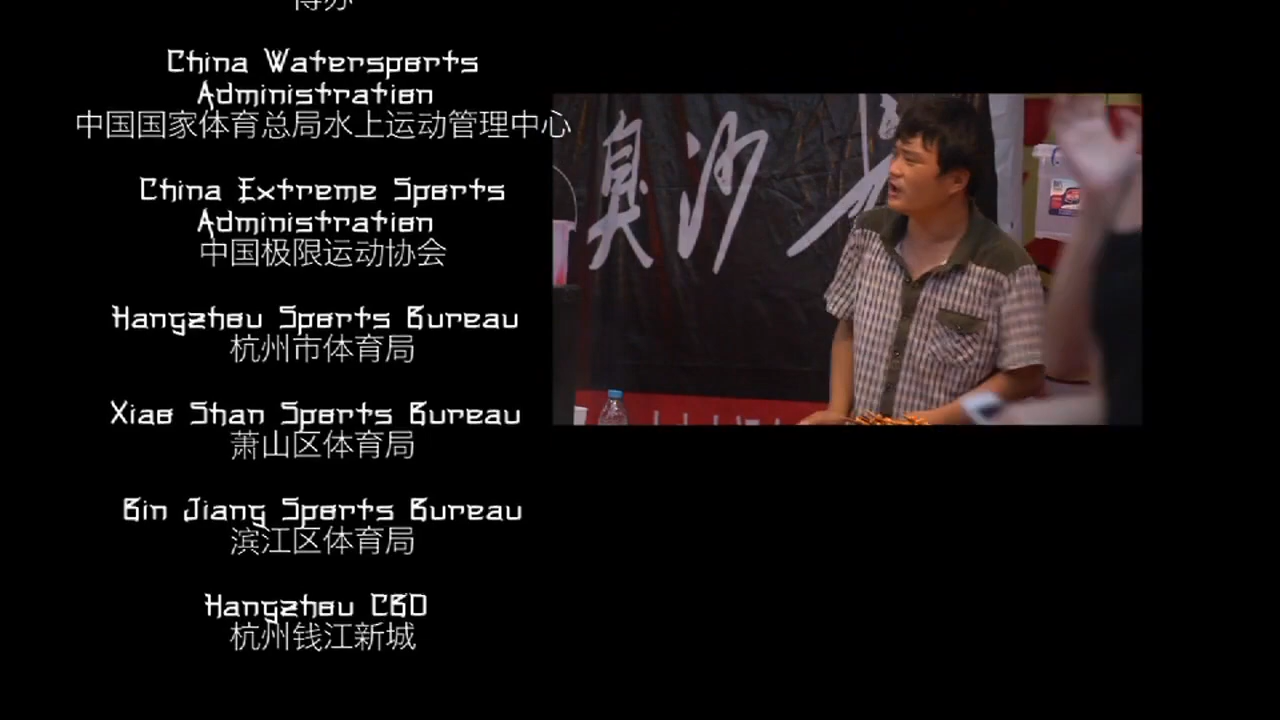 China Watersports
Administration
中国国家体育总局水上运动管理中心
China Extreme Sports
Administration
中国极限运动协会
Hangzhou Sports Bureau
杭州市体育局
Xiao Shan Sports Bureau
萧山区体育局
Bin Jiang Sports Bureau
滨江区体育局
Hangzhou CBD
杭州钱江新城
臭沙